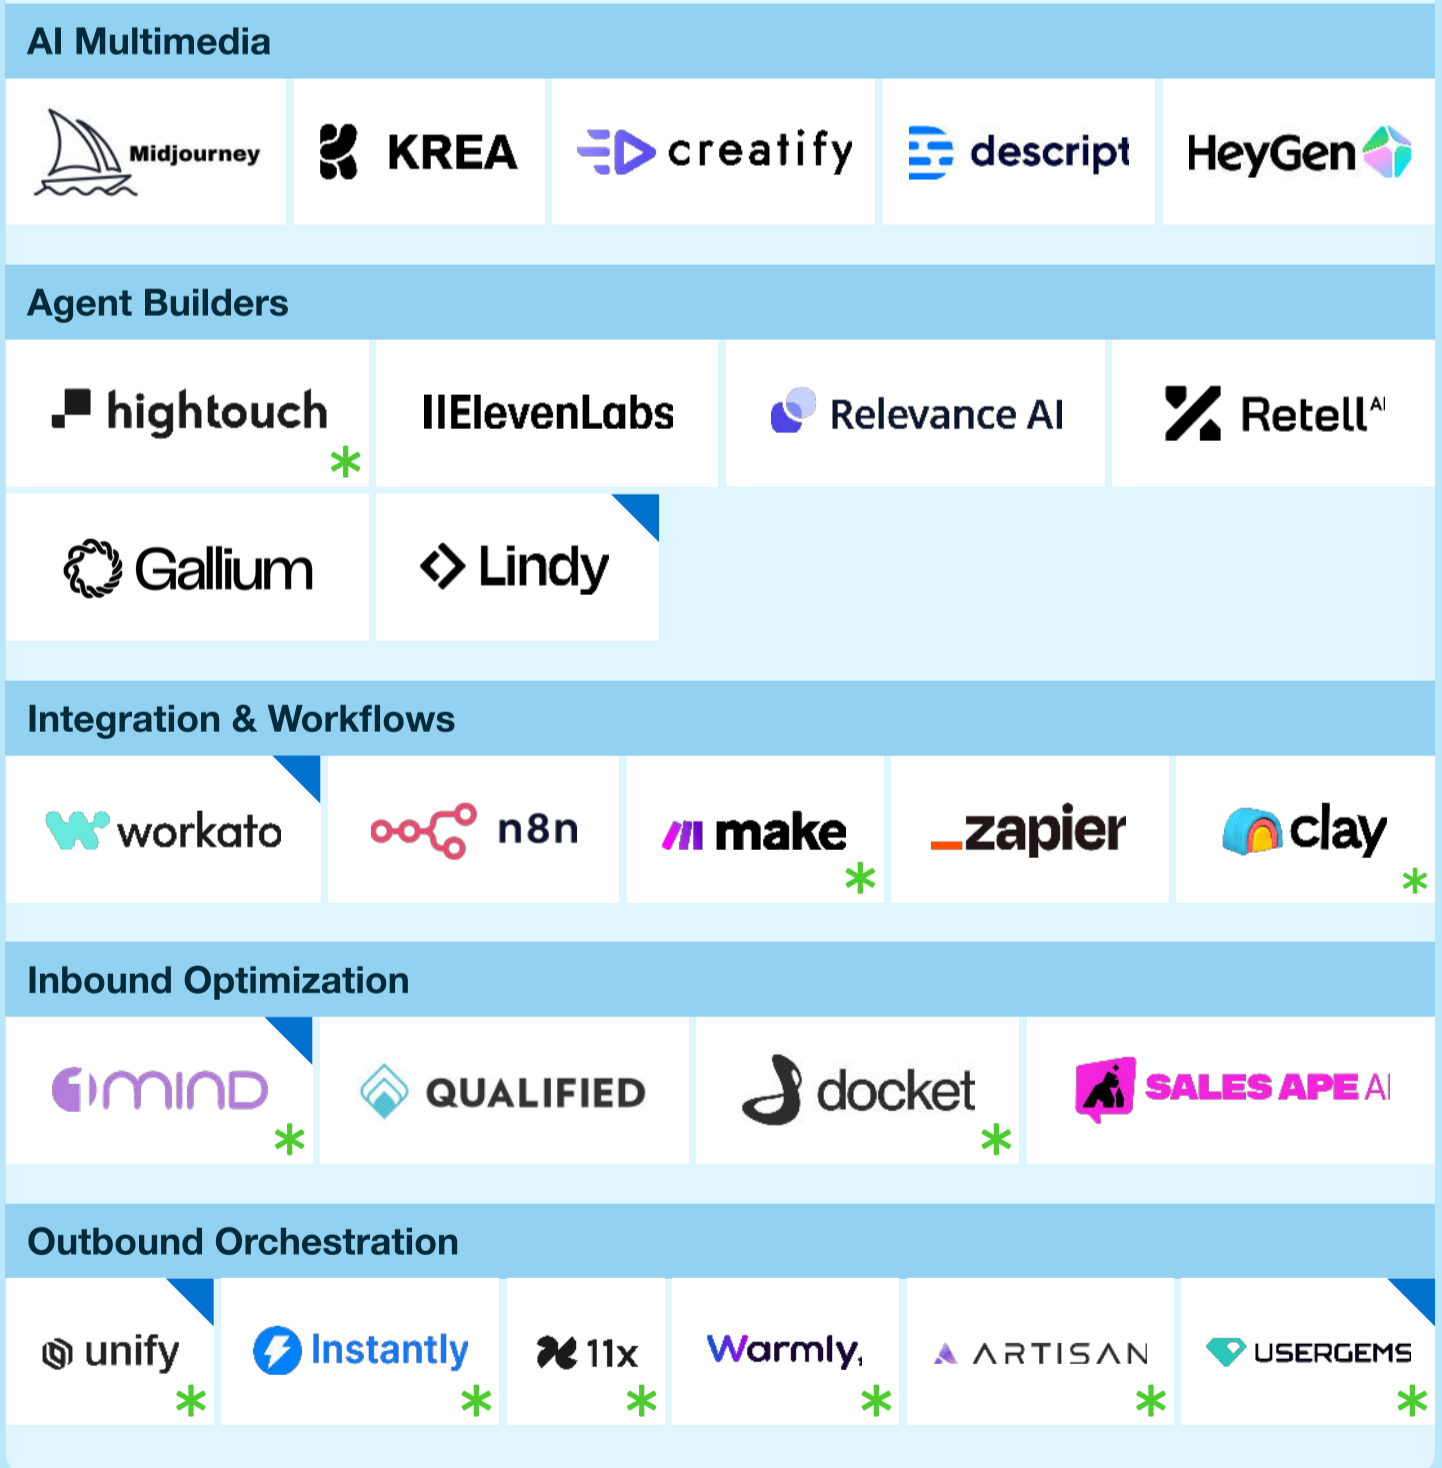 AI Multimedia
Midjourney
KREA
creatify
descript
HeyGen
Agent Builders
hightouch
*
IIElevenLabs
Relevance AI
Retell AI
Gallium
Lindy
Integration & Workflows
workato
n8n
make
*
_zapier
clay
*
Inbound Optimization
1MIND
*
QUALIFIED
docket
*
SALES APE AI
Outbound Orchestration
unify
*
Instantly
*
11x
*
Warmly,
*
ARTISAN
*
USERGEMS
*